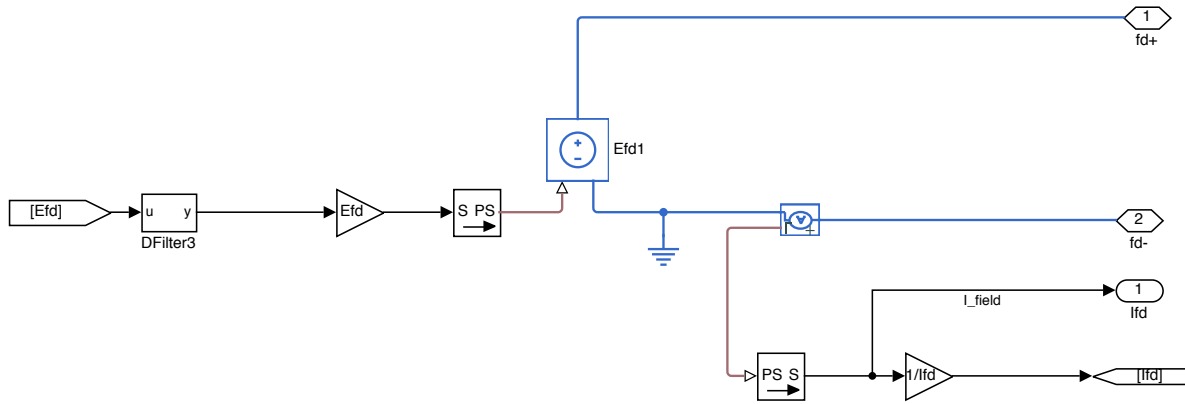 1
fd+
Efd1
[Efd]
u y
DFilter3
Efd
S PS
2
fd-
1
Ifd
I_field
PS S
1/Ifd
[Ifd]